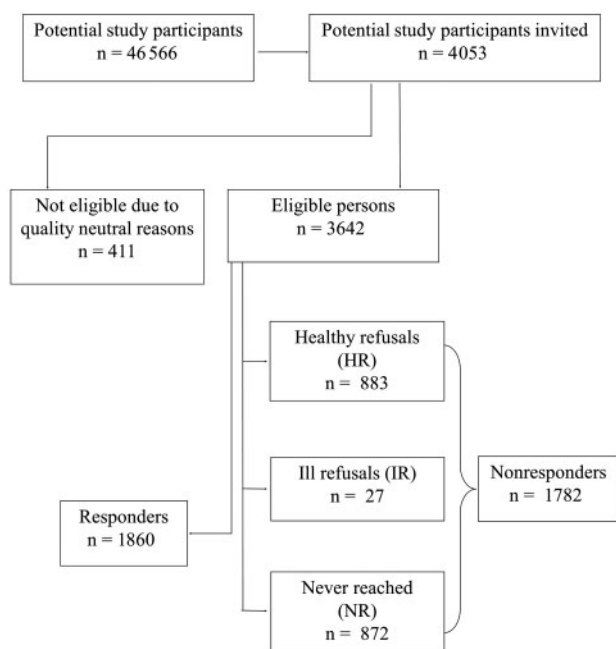 Potential study participants
n = 46 566
Potential study participants invited
n = 4053
Not eligible due to
quality neutral reasons
n = 411
Eligible persons
n = 3642
Healthy refusals
(HR)
n = 883
Ill refusals (IR)
n = 27
Nonresponders
n = 1782
Responders
n = 1860
Never reached
(NR)
n = 872